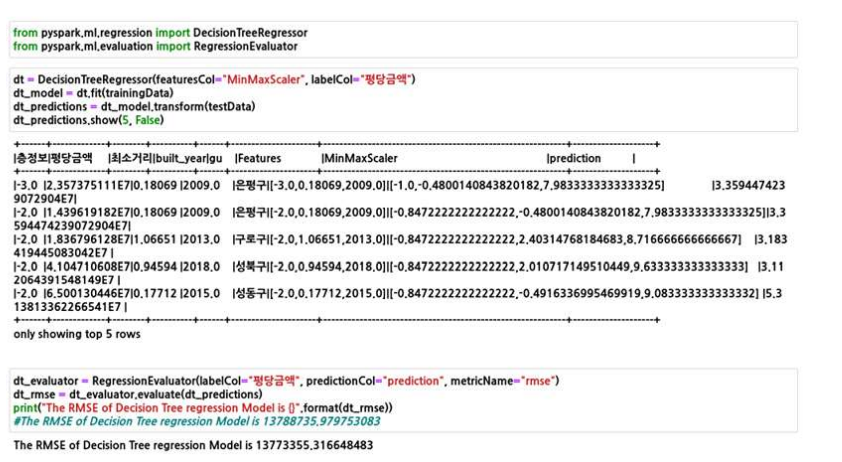 from pyspark.ml.regression import DecisionTreeRegressor
from pyspark.ml.evaluation import RegressionEvaluator
dt = DecisionTreeRegressor(featuresCol="MinMaxScaler", labelCol="평당금액")
dt_model = dt.fit(trainingData)
dt_predictions = dt_model.transform(testData)
dt_predictions.show(5, False)
+------+-------------+--------+----------+------+--------------------+--------------------------------------------------------+--------------------+
|층정보|평당금액 |최소거리|built_year|gu |Features |MinMaxScaler |prediction |
+------+-------------+--------+----------+------+--------------------+--------------------------------------------------------+--------------------+
|-3.0 |2.357375111E7|0.18069 |2009.0 |은평구|[-3.0,0.18069,2009.0]|[-1.0,-0.4800140843820192,7.9833333333333325] |3.359447423
9072904E7|
|-2.0 |1.439619182E7|0.18069 |2009.0 |은평구|[-2.0,0.18069,2009.0]|[-0.8472222222222222,-0.4800140843820192,7.9833333333333325]|3.3
594474239072904E7|
|-2.0 |1.836796128E7|1.06651 |2013.0 |구로구|[-2.0,1.06651,2013.0]|[-0.8472222222222222,2.40314768184683,8.716666666666667] |3.183
419445083042E7 |
|-2.0 |4.104710608E7|0.94594 |2018.0 |성북구|[-2.0,0.94594,2018.0]|[-0.8472222222222222,2.010717149510449,9.633333333333333] |3.11
2064391548149E7 |
|-2.0 |6.500130446E7|0.17712 |2015.0 |성동구|[-2.0,0.17712,2015.0]|[-0.8472222222222222,-0.4916336995469919,9.083333333333332] |5.3
13813362266541E7 |
+------+-------------+--------+----------+------+--------------------+--------------------------------------------------------+--------------------+
only showing top 5 rows
dt_evaluator = RegressionEvaluator(labelCol="평당금액", predictionCol="prediction", metricName="rmse")
dt_rmse = dt_evaluator.evaluate(dt_predictions)
print("The RMSE of Decision Tree regression Model is {}".format(dt_rmse))
#The RMSE of Decision Tree regression Model is 13788735.979753083
The RMSE of Decision Tree regression Model is 13773355.316648483